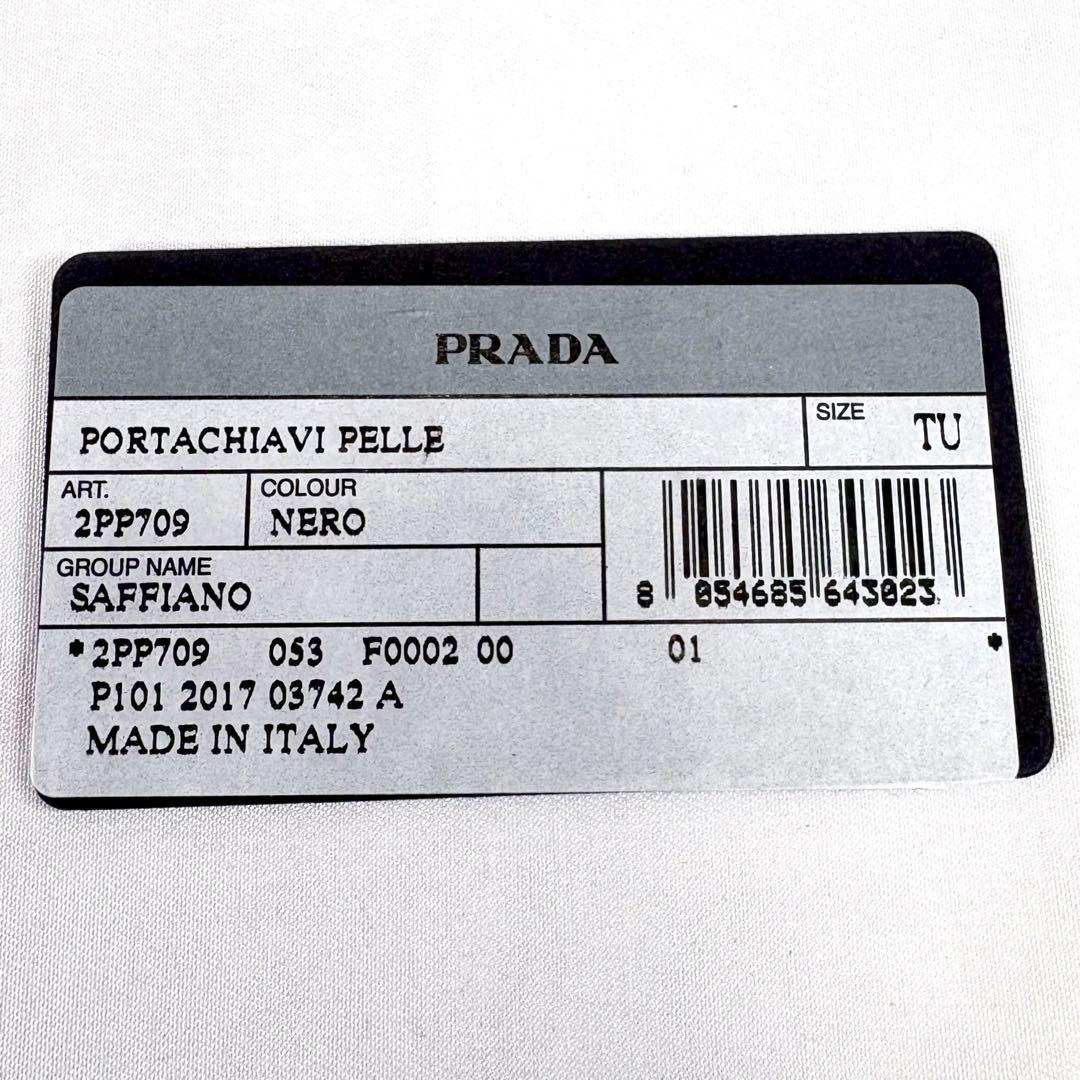 PRADA
PORTACHIAVI PELLE
SIZE TU
ART.
2PP709
COLOUR
NERO
GROUP NAME
SAFFIANO
8 054685 643023
*2PP709 053 F0002 00 01 *
P101 2017 03742 A
MADE IN ITALY